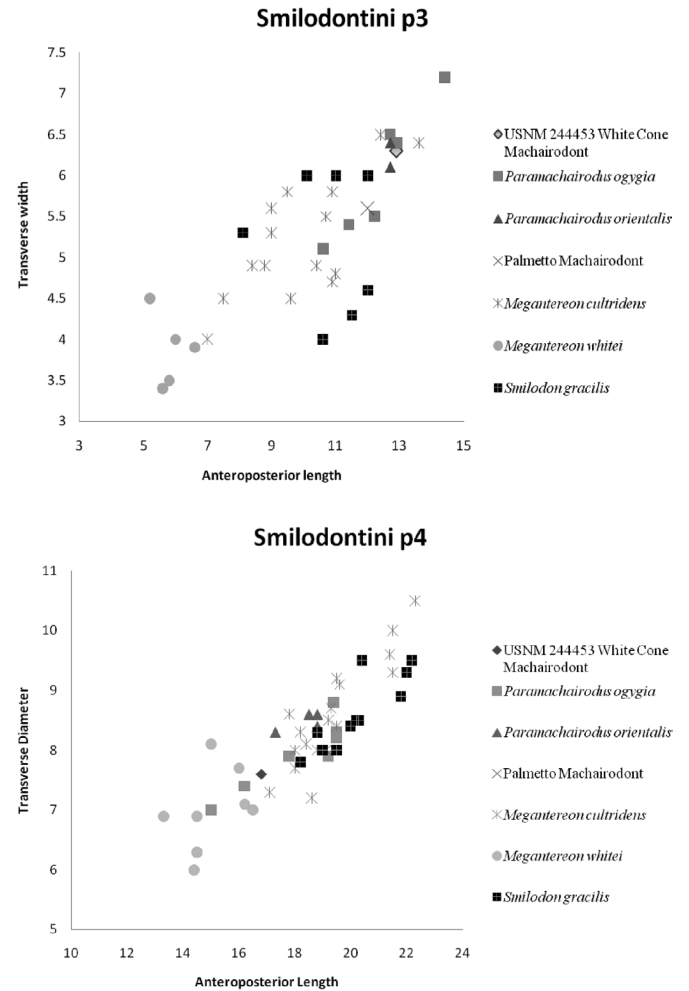 Smilodontini p3
7.5
7
6.5
6
5.5
5
4.5
4
3.5
3
Transverse width
3 5 7 9 11 13 15
Anteroposterior length
USNM 244453 White Cone
Machairodont
Paramachairodus ogygia
Paramachairodus orientalis
Palmetto Machairodont
Megantereon cultridens
Megantereon whitei
Smilodon gracilis
Smilodontini p4
11
10
9
8
7
6
5
Transverse Diameter
10 12 14 16 18 20 22 24
Anteroposterior Length
USNM 244453 White Cone
Machairodont
Paramachairodus ogygia
Paramachairodus orientalis
Palmetto Machairodont
Megantereon cultridens
Megantereon whitei
Smilodon gracilis